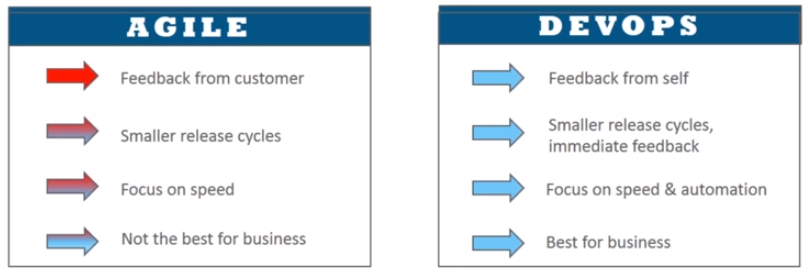 AGILE
Feedback from customer
Smaller release cycles
Focus on speed
Not the best for business
DEVOPS
Feedback from self
Smaller release cycles,
immediate feedback
Focus on speed & automation
Best for business